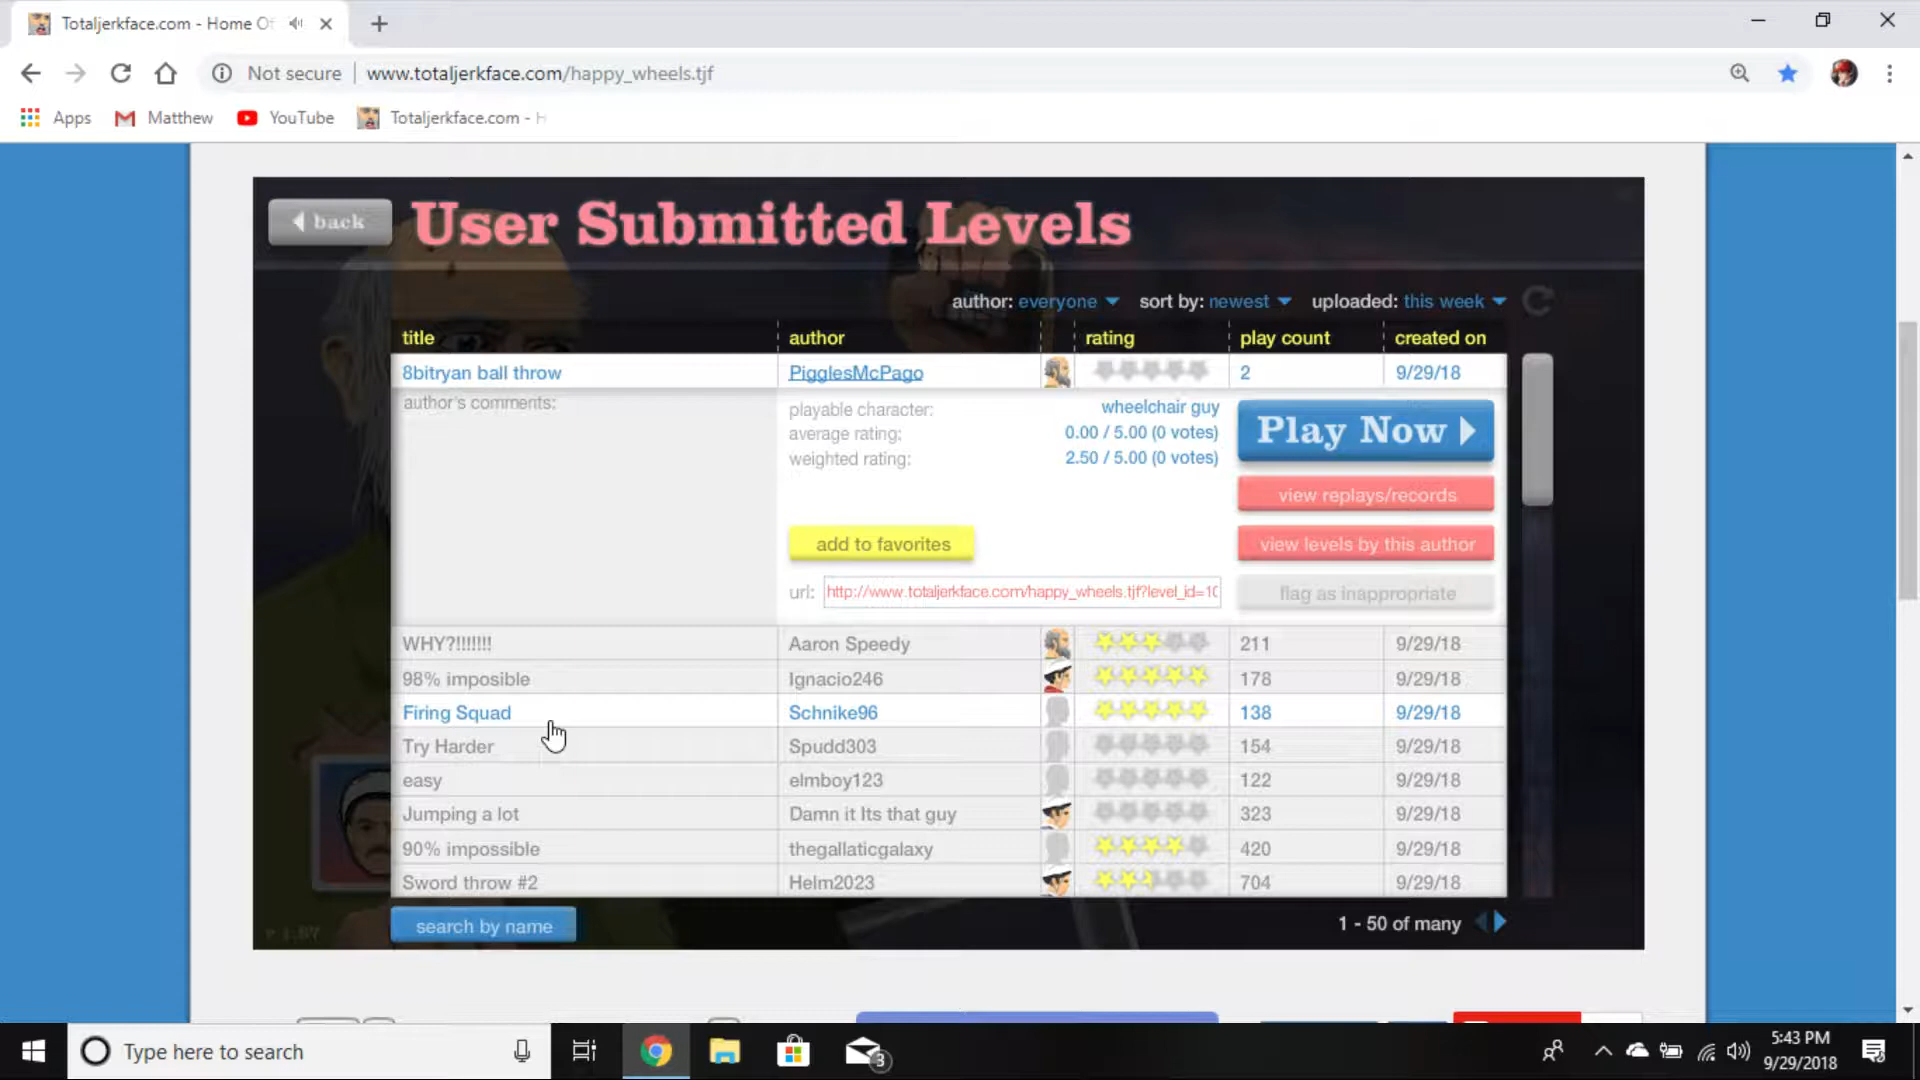 Totaljerkface.com - Home Of
Not secure www.totaljerkface.com/happy_wheels.tjf
Apps Matthew YouTube Totaljerkface.com - H
back User Submitted Levels
author: everyone sort by: newest uploaded: this week
title author rating play count created on
8bitryan ball throw PigglesMcPago 2 9/29/18
author's comments:
playable character: wheelchair guy
average rating: 0.00 / 5.00 (0 votes)
weighted rating: 2.50 / 5.00 (0 votes)
Play Now
view replays/records
add to favorites
view levels by this author
url: http://www.totaljerkface.com/happy_wheels.tjf?level_id=10
flag as inappropriate
WHY?!!!!!!! Aaron Speedy 211 9/29/18
98% imposible Ignacio246 178 9/29/18
Firing Squad Schnike96 138 9/29/18
Try Harder Spudd303 154 9/29/18
easy elmboy123 122 9/29/18
Jumping a lot Damn it Its that guy 323 9/29/18
90% impossible thegallaticgalaxy 420 9/29/18
Sword throw #2 Helm2023 704 9/29/18
search by name 1 - 50 of many
Type here to search
3
5:43 PM
9/29/2018